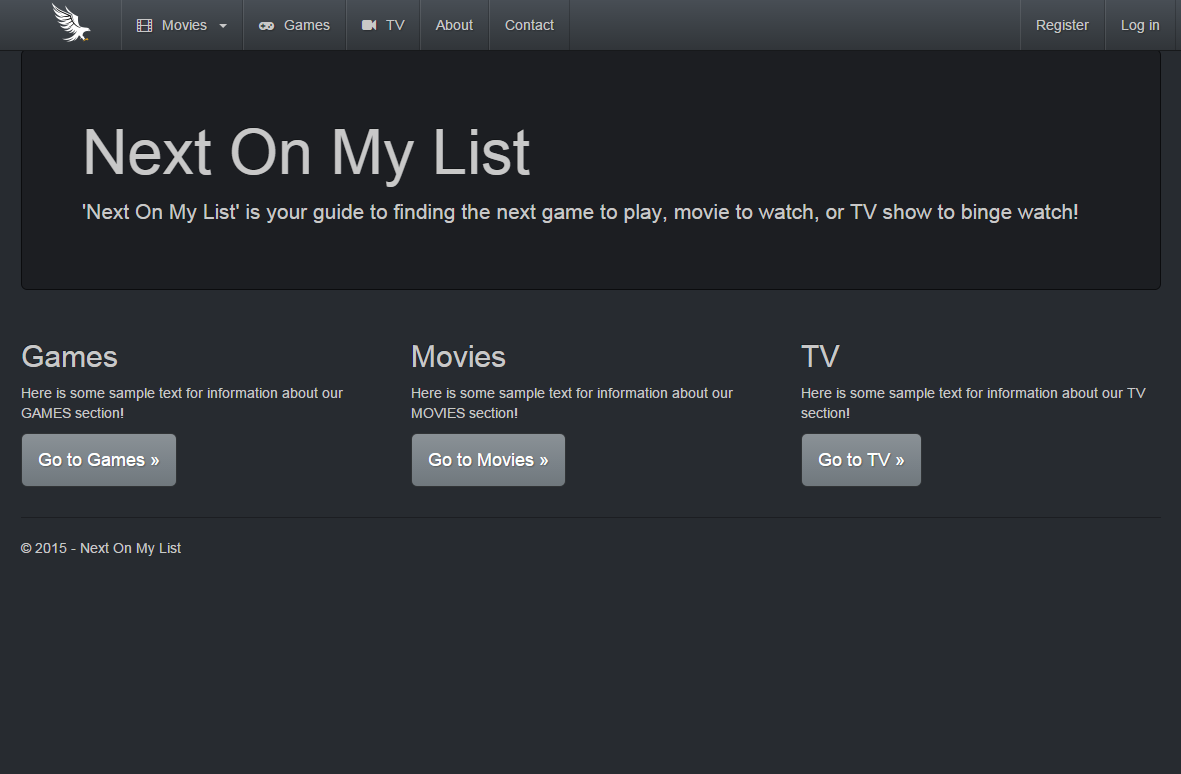 Movies Games TV About Contact Register Log in
Next On My List
'Next On My List' is your guide to finding the next game to play, movie to watch, or TV show to binge watch!
Games
Here is some sample text for information about our
GAMES section!
Go to Games »
Movies
Here is some sample text for information about our
MOVIES section!
Go to Movies »
TV
Here is some sample text for information about our TV
section!
Go to TV »
© 2015 - Next On My List